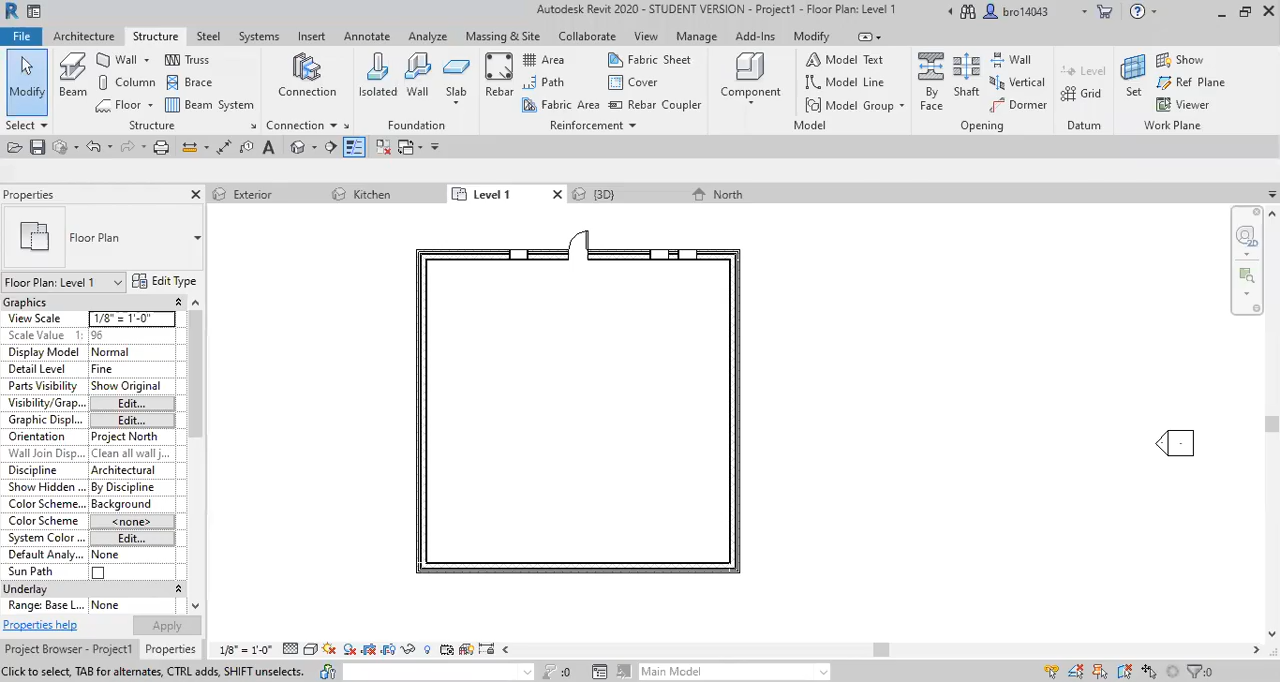 Autodesk Revit 2020 - STUDENT VERSION - Project1 - Floor Plan: Level 1
bro14043
File Architecture Structure Steel Systems Insert Annotate Analyze Massing & Site Collaborate View Manage Add-Ins Modify
Modify
Beam
Wall
Column
Floor
Truss
Brace
Beam System
Connection
Isolated
Wall
Slab
Rebar
Area
Path
Fabric Area
Fabric Sheet
Cover
Rebar Coupler
Component
Model Text
Model Line
Model Group
By
Face
Shaft
Wall
Vertical
Dormer
Level
Grid
Set
Show
Ref Plane
Viewer
Select Structure Connection Foundation Reinforcement Model Opening Datum Work Plane
Properties
Exterior Kitchen Level 1 {3D} North
Floor Plan
Floor Plan: Level 1 Edit Type
Graphics
View Scale 1/8" = 1'-0"
Scale Value 1: 96
Display Model Normal
Detail Level Fine
Parts Visibility Show Original
Visibility/Grap... Edit...
Graphic Displ... Edit...
Orientation Project North
Wall Join Disp... Clean all wall j...
Discipline Architectural
Show Hidden ... By Discipline
Color Scheme... Background
Color Scheme <none>
System Color ... Edit...
Default Analy... None
Sun Path
Underlay
Range: Base L... None
Properties help Apply
Project Browser - Project1 Properties 1/8" = 1'-0"
Click to select, TAB for alternates, CTRL adds, SHIFT unselects. :0 Main Model :0
2D